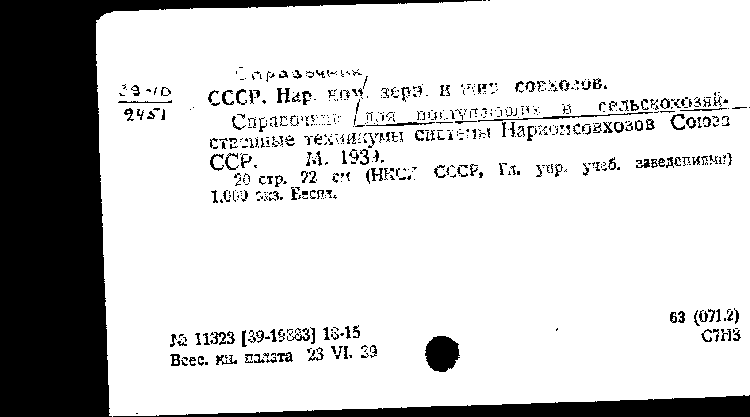 Справочник
39-10
2451
СССР. Нар. ком. зерн. и жив. совхозов.
Справочник для поступающих в сельскохозяй-
ственные техникумы системы Наркомсовхозов Союза
ССР. М. 1939.
20 стр. 22 см (НКСХ СССР, Гл. упр. учеб. заведениями)
1.000 экз. Беспл.
63 (071.2)
С7Н3
№ 11323 [39-19883] 18-15
Всес. кн. палата 23 VI. 39